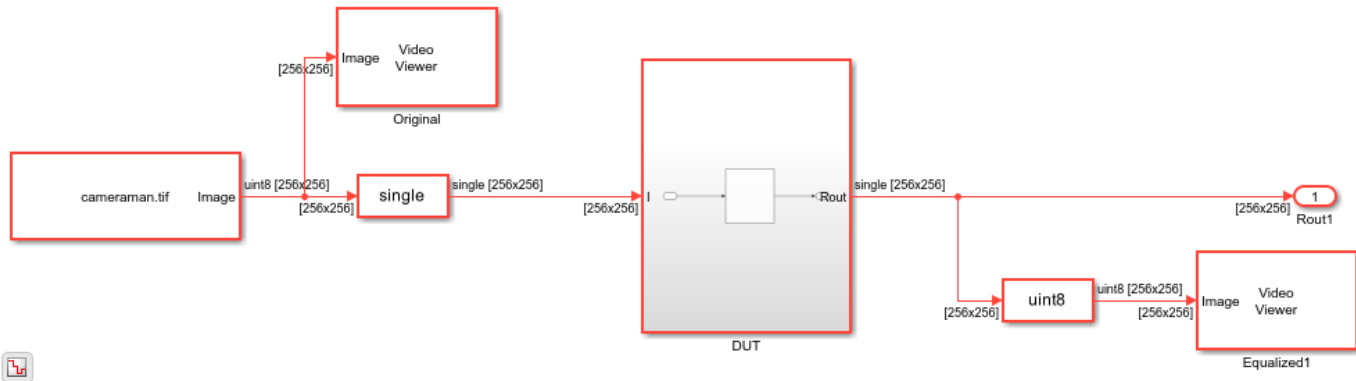 Image
Video
Viewer
[256x256]
Original
cameraman.tif
Image
uint8 [256x256]
[256x256]
single
single [256x256]
[256x256]
I
Rout
DUT
single [256x256]
[256x256]
1
Rout1
[256x256]
uint8
uint8 [256x256]
[256x256]
Image
Video
Viewer
Equalized1